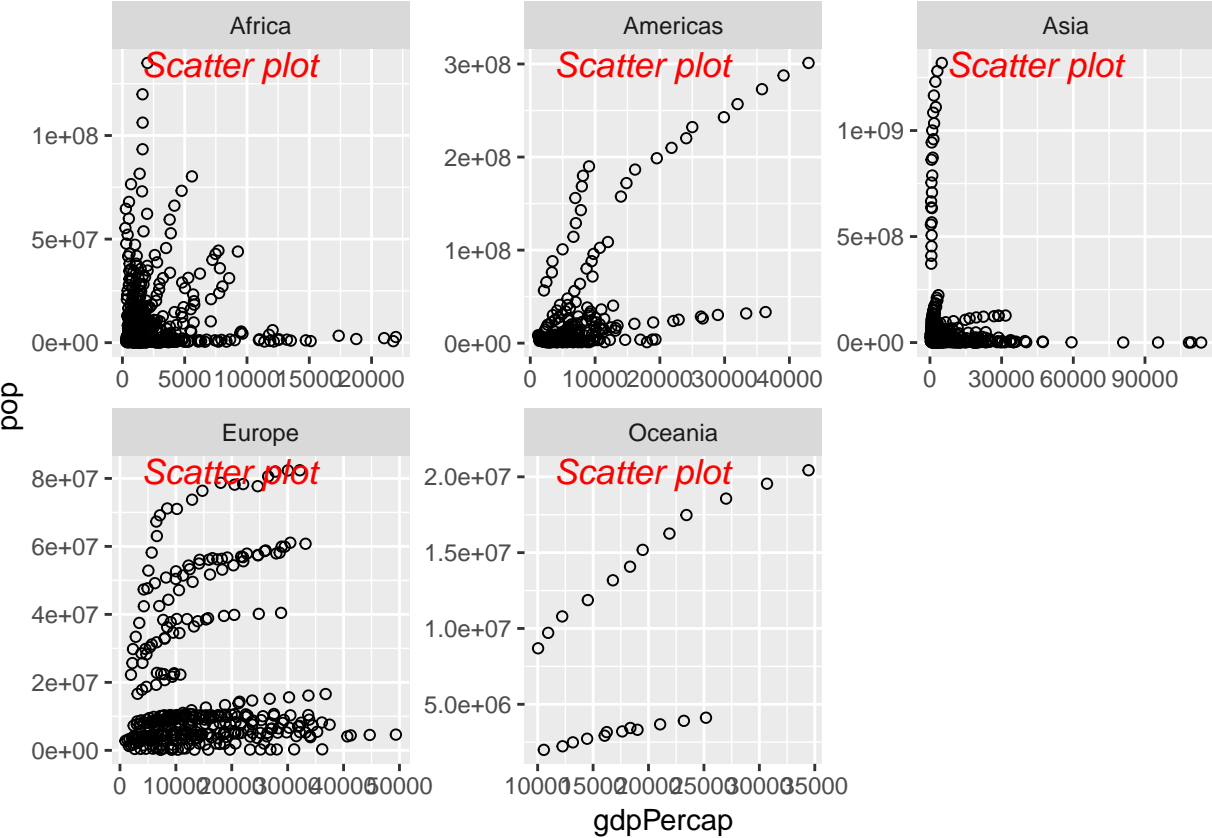 Africa
Americas
Asia
Scatter plot
Scatter plot
Scatter plot
1e+08
5e+07
0e+00
3e+08
2e+08
1e+08
0e+00
1e+09
5e+08
0e+00
0 5000 10000 15000 20000
0 10000 20000 30000 40000
0 30000 60000 90000
pop
Europe
Oceania
Scatter plot
Scatter plot
8e+07
6e+07
4e+07
2e+07
0e+00
2.0e+07
1.5e+07
1.0e+07
5.0e+06
0 10000 20000 30000 40000 50000
10000 15000 20000 25000 30000 35000
gdpPercap